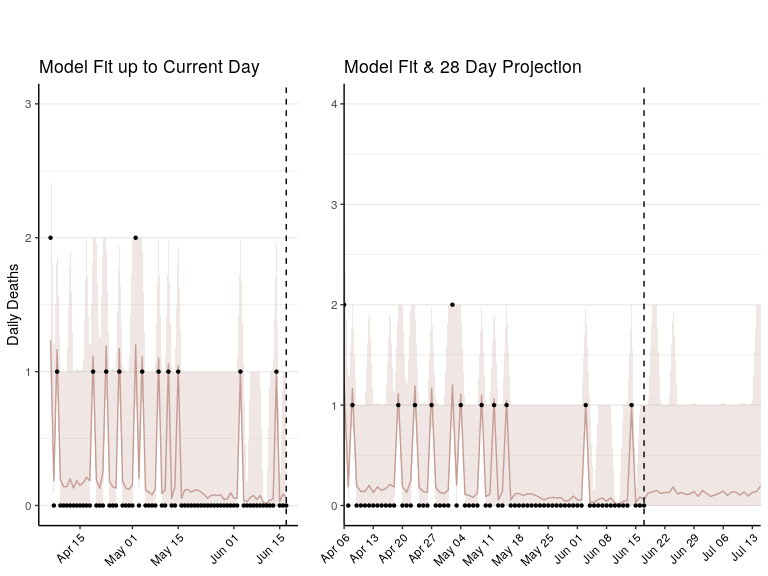 Model Fit up to Current Day
Model Fit & 28 Day Projection
Daily Deaths
3
2
1
0
Apr 15
May 01
May 15
Jun 01
Jun 15
4
3
2
1
0
Apr 06
Apr 13
Apr 20
Apr 27
May 04
May 11
May 18
May 25
Jun 01
Jun 08
Jun 15
Jun 22
Jun 29
Jul 06
Jul 13